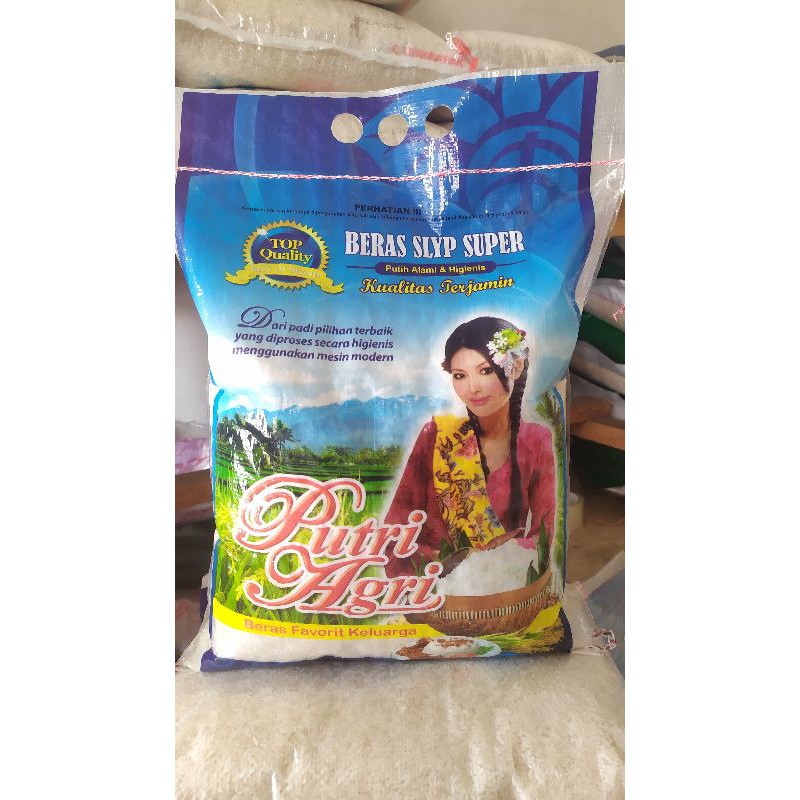 PERHATIAN !!!
TOP
Quality
BERAS SLYP SUPER
Putih Alami & Higienis
Kualitas Terjamin
Dari padi pilihan terbaik
yang diproses secara higienis
menggunakan mesin modern
Putri
Agri
Beras Favorit Keluarga